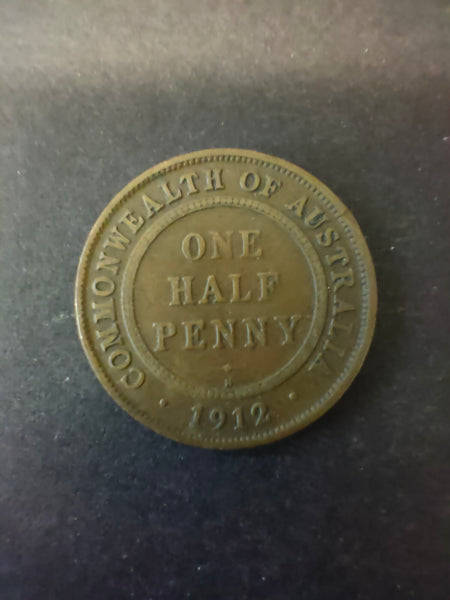 COMMONWEALTH OF AUSTRALIA
ONE
HALF
PENNY
H
· 1912 ·